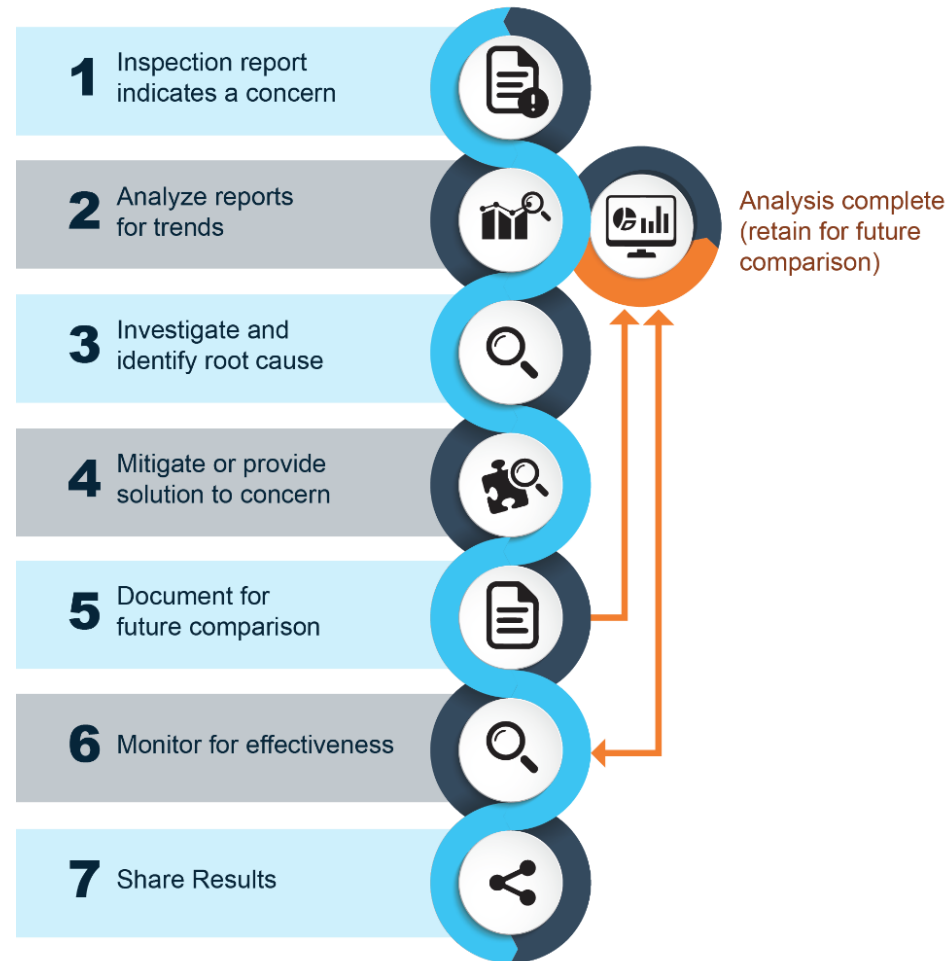 1
Inspection report
indicates a concern
2
Analyze reports
for trends
Analysis complete
(retain for future
comparison)
3
Investigate and
identify root cause
4
Mitigate or provide
solution to concern
5
Document for
future comparison
6
Monitor for effectiveness
7
Share Results